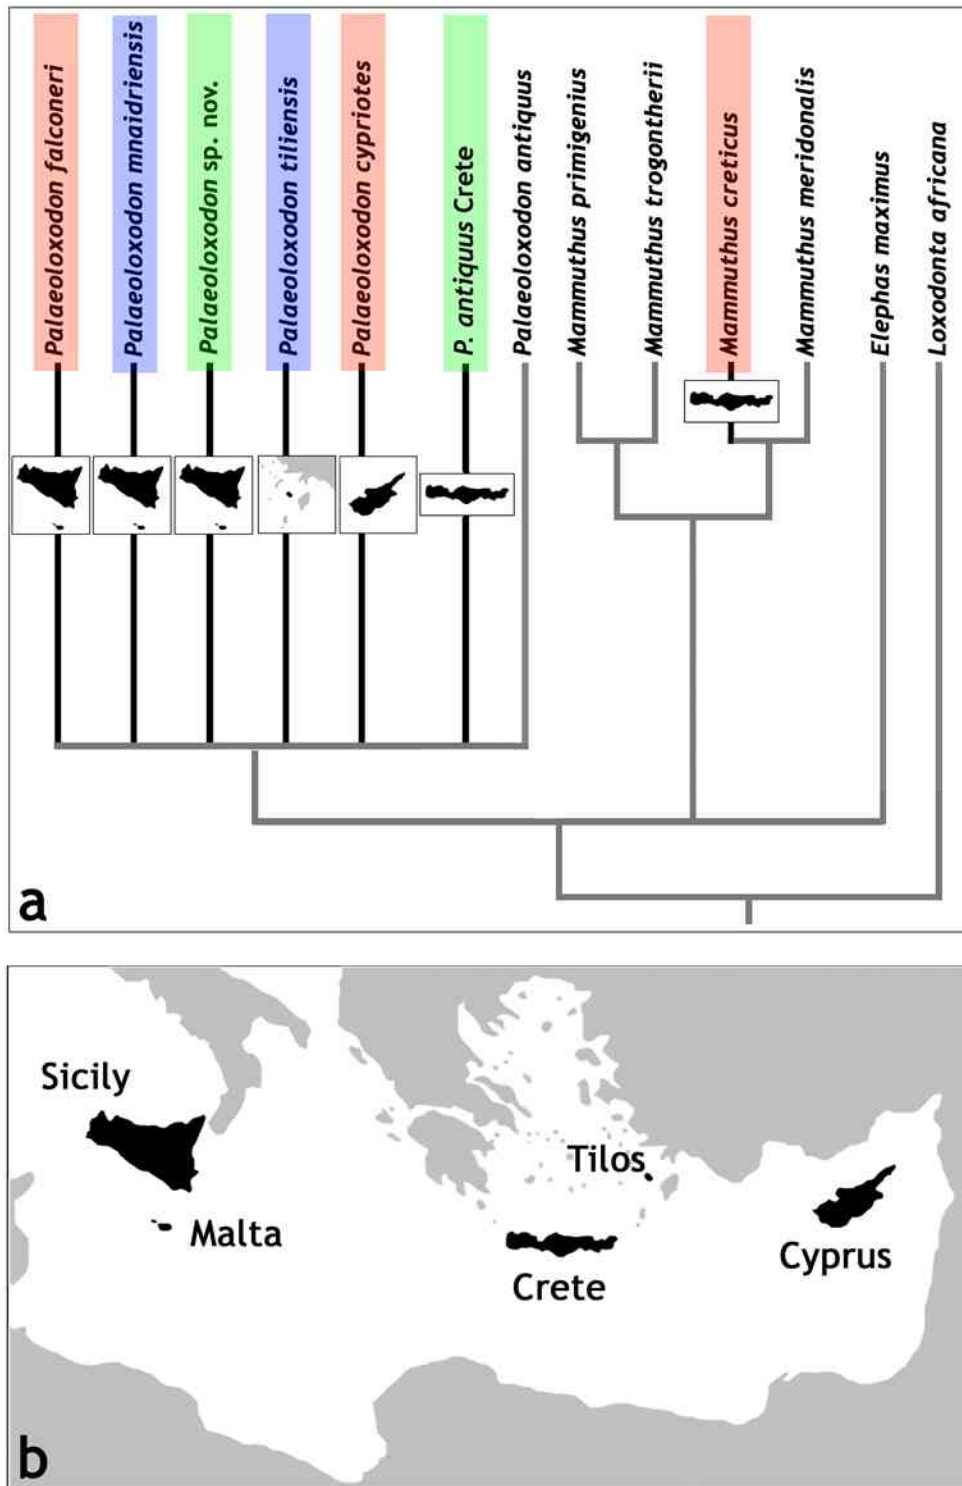 Palaeoloxodon falconeri
Palaeoloxodon mnaidriensis
Palaeoloxodon sp. nov.
Palaeoloxodon tiliensis
Palaeoloxodon cypriotes
P. antiquus Crete
Palaeoloxodon antiquus
Mammuthus primigenius
Mammuthus trogontherii
Mammuthus creticus
Mammuthus meridonalis
Elephas maximus
Loxodonta africana
a
Sicily
Malta
Tilos
Crete
Cyprus
b